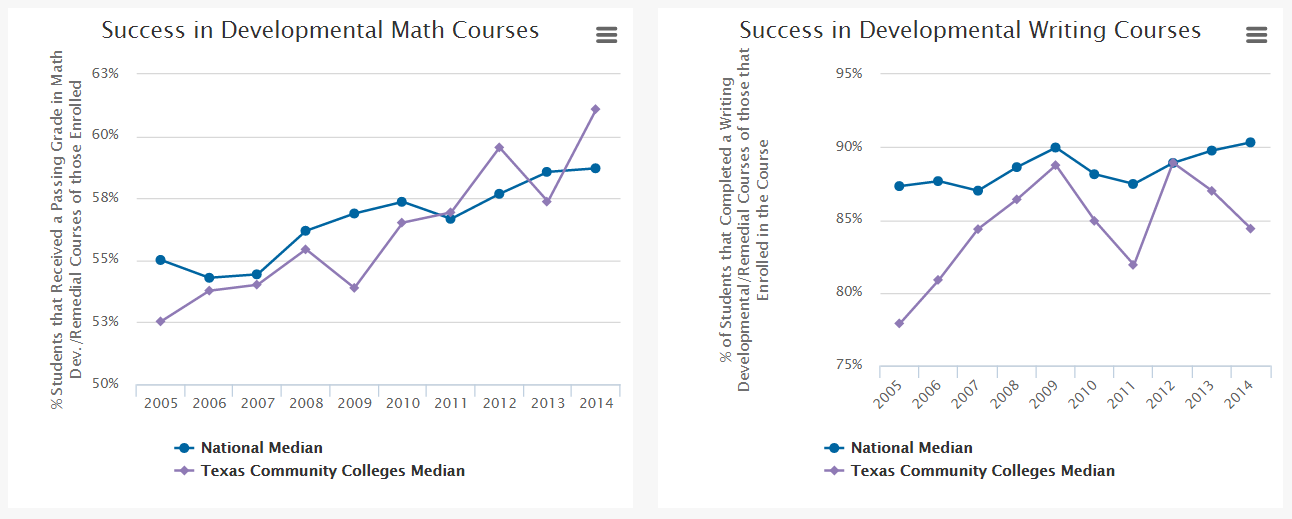 Success in Developmental Math Courses
% Students that Received a Passing Grade in Math
Dev./Remedial Courses of those Enrolled
63%
60%
58%
55%
53%
50%
2005 2006 2007 2008 2009 2010 2011 2012 2013 2014
National Median
Texas Community Colleges Median
Success in Developmental Writing Courses
% of Students that Completed a Writing
Developmental/Remedial Courses of those that
Enrolled in the Course
95%
90%
85%
80%
75%
2005 2006 2007 2008 2009 2010 2011 2012 2013 2014
National Median
Texas Community Colleges Median